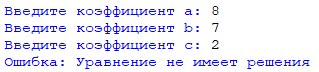 Введите коэффициент a: 8
Введите коэффициент b: 7
Введите коэффициент c: 2
Ошибка: Уравнение не имеет решения